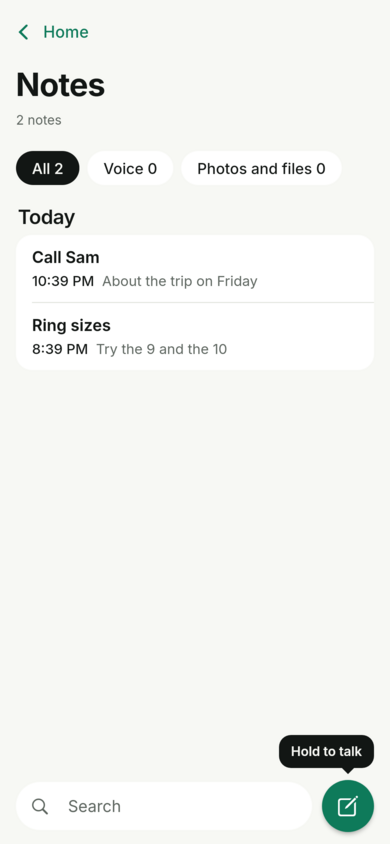 Home
Notes
2 notes
All 2
Voice 0
Photos and files 0
Today
Call Sam
10:39 PM About the trip on Friday
Ring sizes
8:39 PM Try the 9 and the 10
Hold to talk
Search